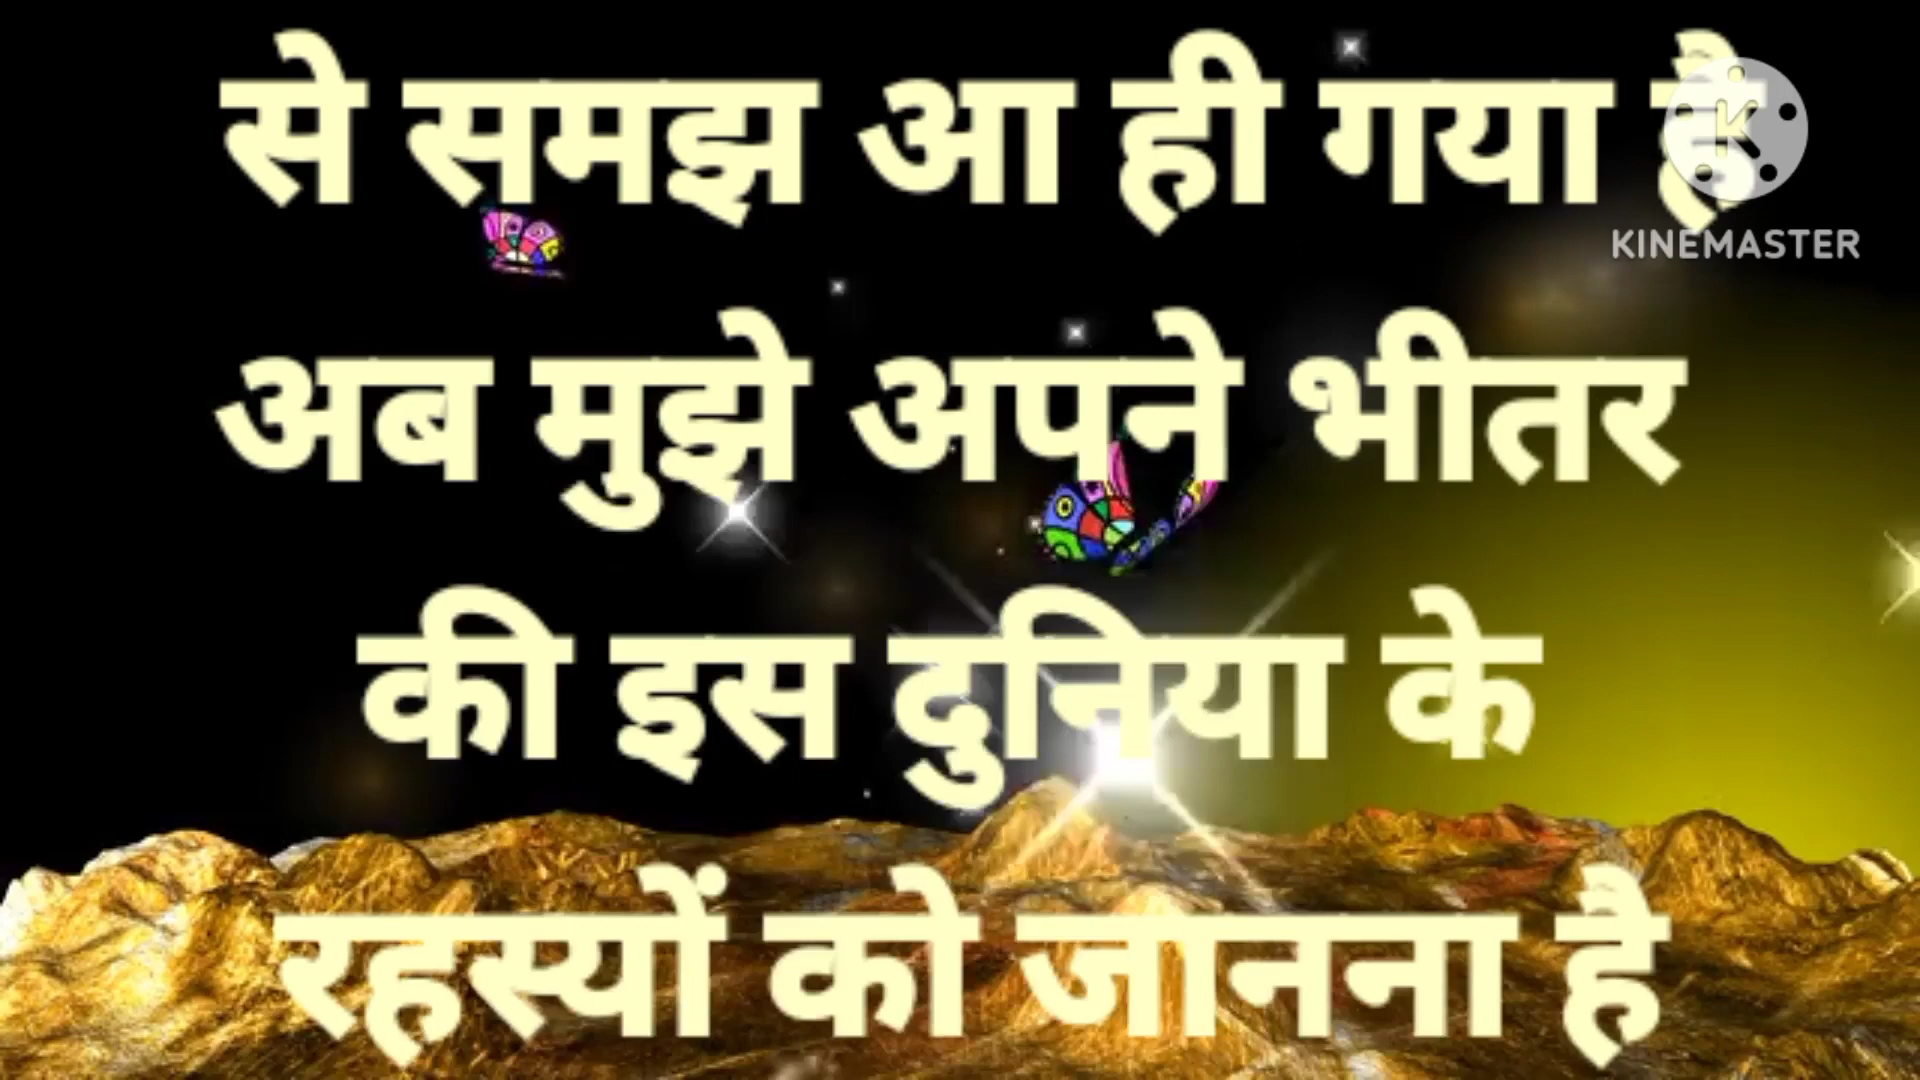 से समझ आ ही गया है
KINEMASTER
अब मुझे अपने भीतर
की इस दुनिया के
रहस्यों को जानना है